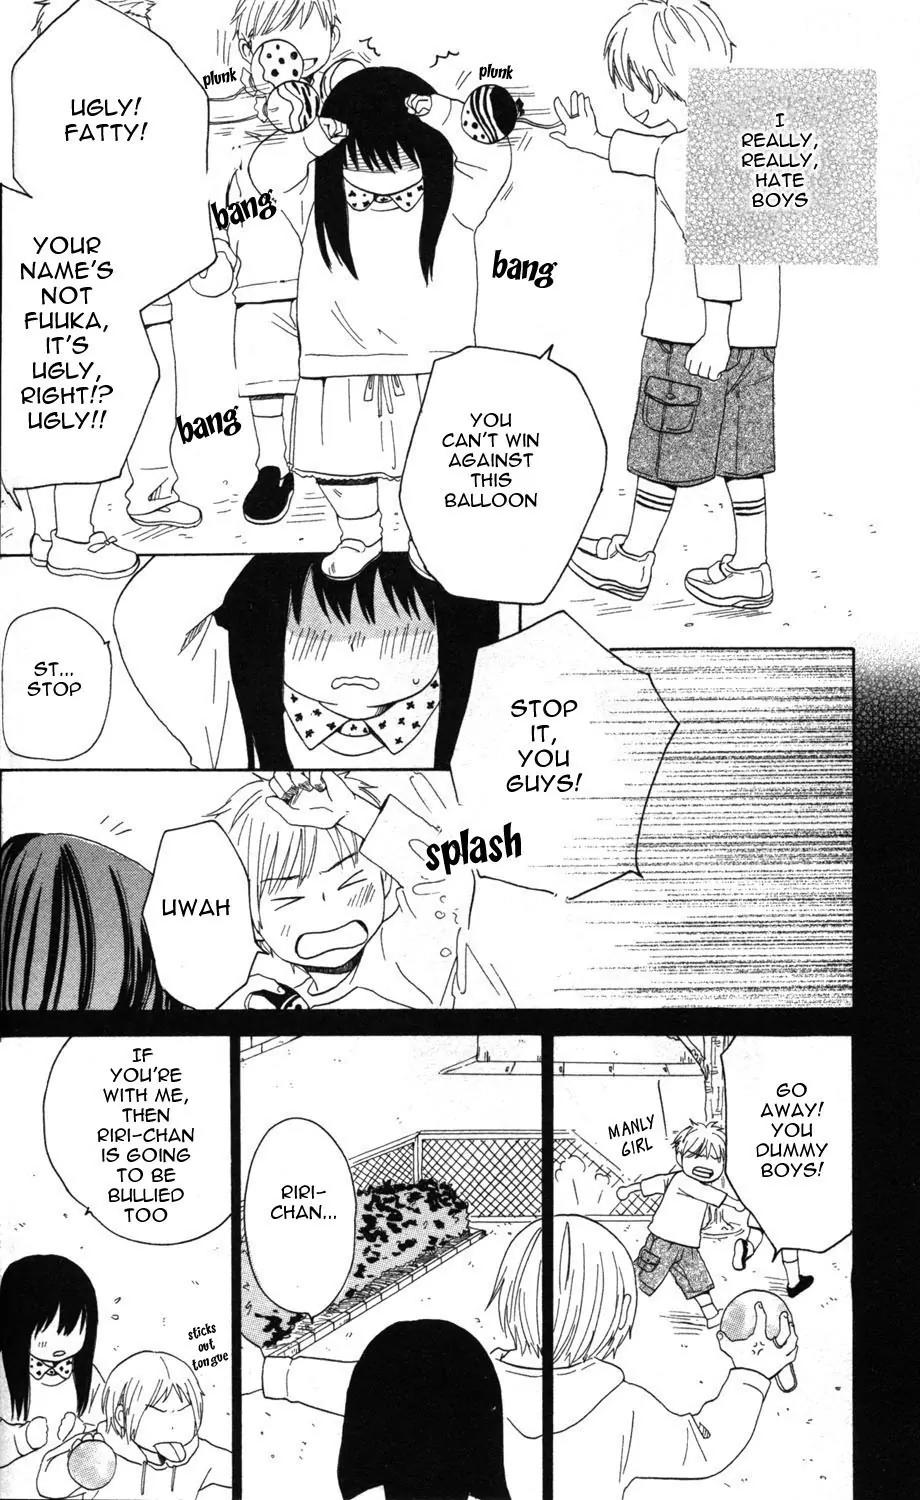 I
REALLY,
REALLY,
HATE
BOYS
plunk
plunk
UGLY!
FATTY!
YOUR
NAME'S
NOT
FUUKA,
IT'S
UGLY,
RIGHT!?
UGLY!!
bang
bang
bang
YOU
CAN'T WIN
AGAINST
THIS
BALLOON
ST...
STOP
STOP
IT,
YOU
GUYS!
splash
UWAH
GO
AWAY!
YOU
DUMMY
BOYS!
MANLY
GIRL
RIRI-
CHAN...
IF
YOU'RE
WITH ME,
THEN
RIRI-CHAN
IS GOING
TO BE
BULLIED
TOO
sticks
out
tongue